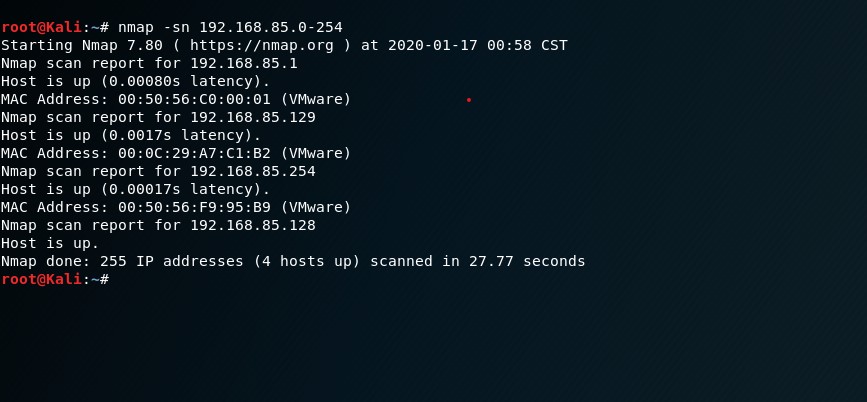 root@Kali:~# nmap -sn 192.168.85.0-254
Starting Nmap 7.80 ( https://nmap.org ) at 2020-01-17 00:58 CST
Nmap scan report for 192.168.85.1
Host is up (0.00080s latency).
MAC Address: 00:50:56:C0:00:01 (VMware)
Nmap scan report for 192.168.85.129
Host is up (0.0017s latency).
MAC Address: 00:0C:29:A7:C1:B2 (VMware)
Nmap scan report for 192.168.85.254
Host is up (0.00017s latency).
MAC Address: 00:50:56:F9:95:B9 (VMware)
Nmap scan report for 192.168.85.128
Host is up.
Nmap done: 255 IP addresses (4 hosts up) scanned in 27.77 seconds
root@Kali:~#